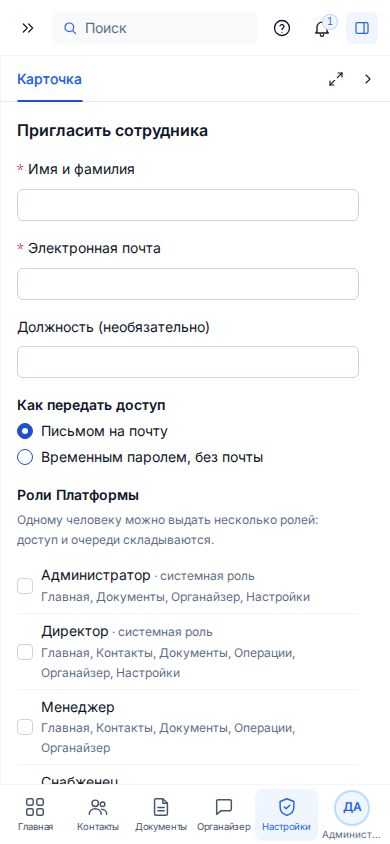 Поиск
1
Карточка
Пригласить сотрудника
* Имя и фамилия
* Электронная почта
Должность (необязательно)
Как передать доступ
Письмом на почту
Временным паролем, без почты
Роли Платформы
Одному человеку можно выдать несколько ролей:
доступ и очереди складываются.
Администратор · системная роль
Главная, Документы, Органайзер, Настройки
Директор · системная роль
Главная, Контакты, Документы, Операции,
Органайзер, Настройки
Менеджер
Главная, Контакты, Документы, Операции,
Органайзер
Снабженец
Главная
Контакты
Документы
Органайзер
Настройки
ДА
Админист...